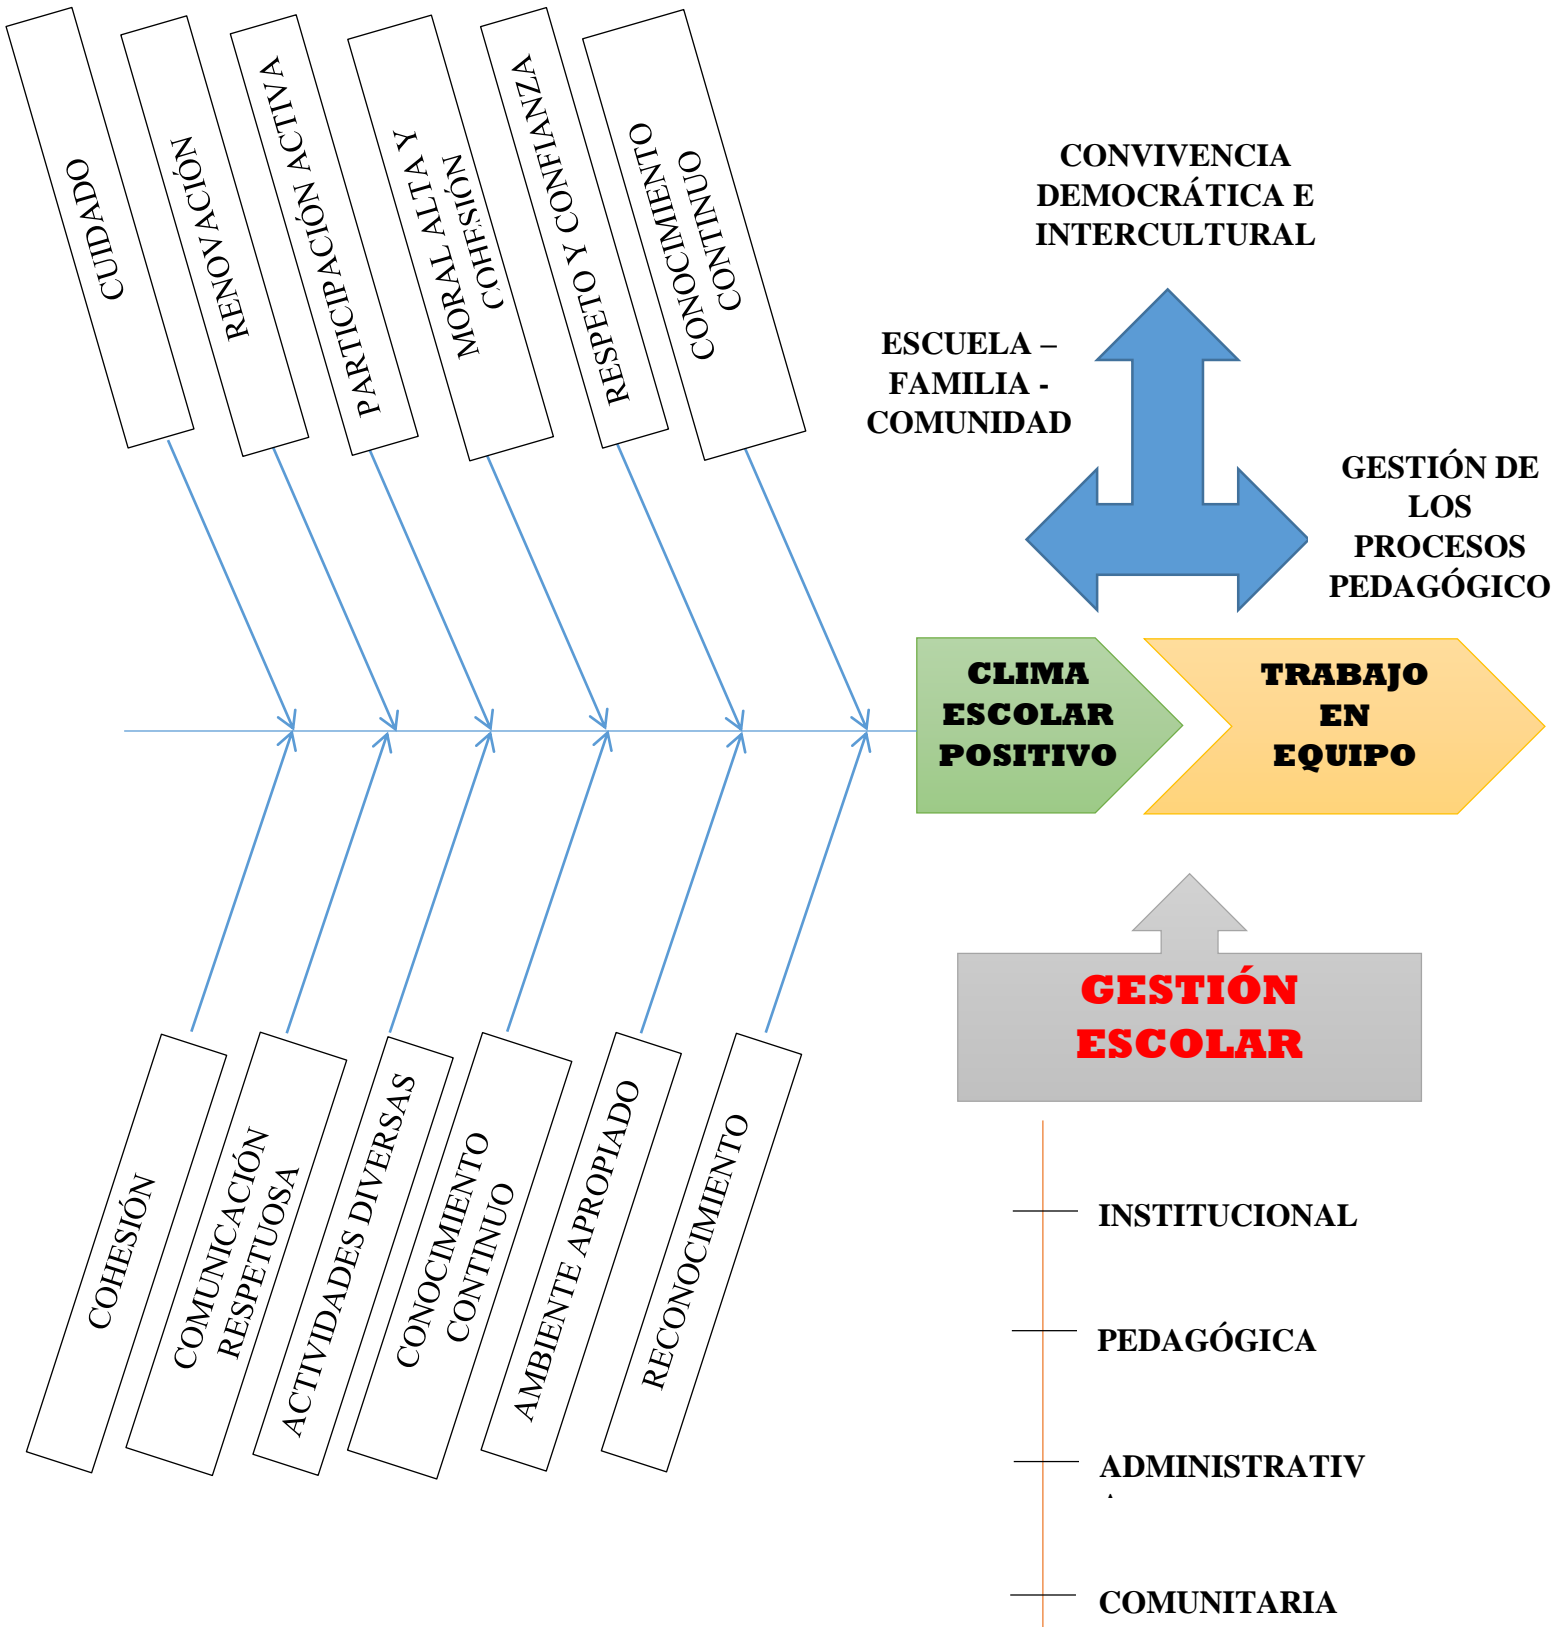 CUIDADO
RENOVACIÓN
PARTICIPACIÓN ACTIVA
MORAL ALTA Y
COHESIÓN
RESPETO Y CONFIANZA
CONOCIMIENTO
CONTINUO
CONVIVENCIA
DEMOCRÁTICA E
INTERCULTURAL
ESCUELA –
FAMILIA -
COMUNIDAD
GESTIÓN DE
LOS
PROCESOS
PEDAGÓGICO
CLIMA
ESCOLAR
POSITIVO
TRABAJO
EN
EQUIPO
GESTIÓN
ESCOLAR
COHESIÓN
COMUNICACIÓN
RESPETUOSA
ACTIVIDADES DIVERSAS
CONOCIMIENTO
CONTINUO
AMBIENTE APROPIADO
RECONOCIMIENTO
INSTITUCIONAL
PEDAGÓGICA
ADMINISTRATIV
COMUNITARIA